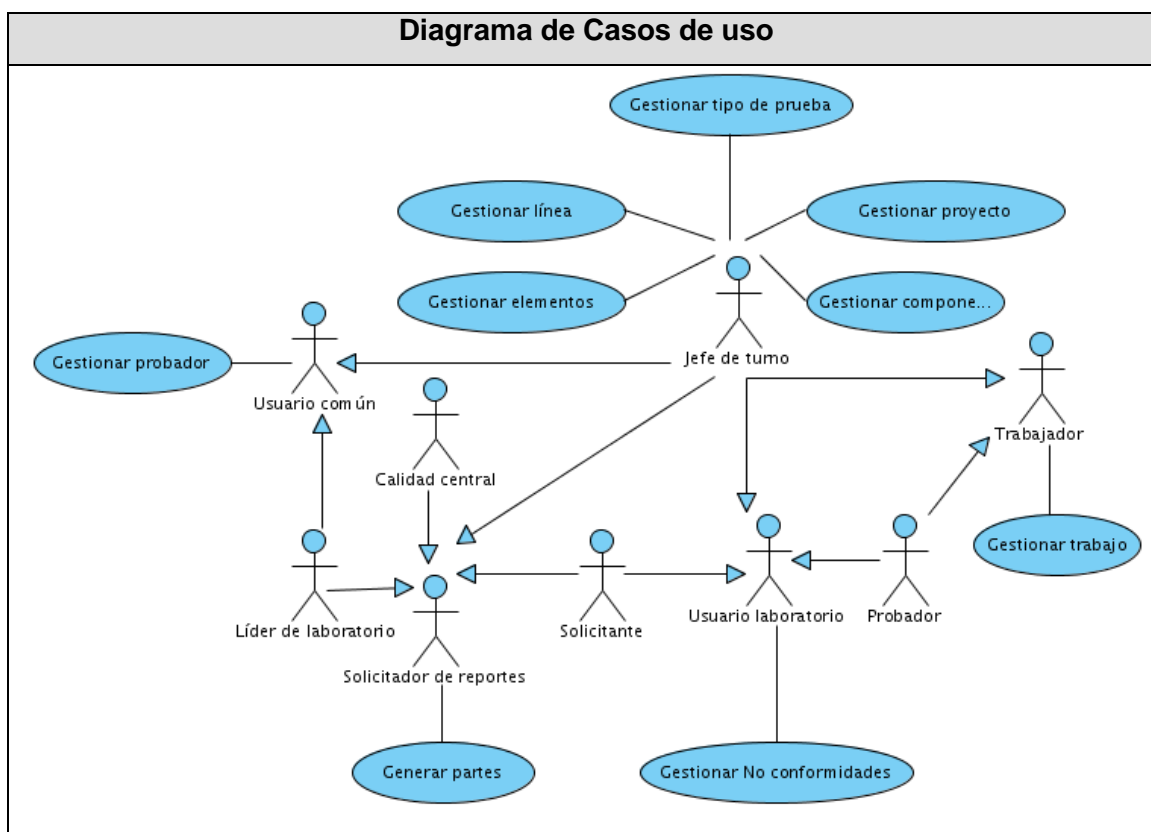 Diagrama de Casos de uso
Gestionar tipo de prueba
Gestionar línea
Gestionar proyecto
Gestionar elementos
Gestionar compone...
Jefe de turno
Gestionar probador
Usuario común
Trabajador
Calidad central
Gestionar trabajo
Líder de laboratorio
Solicitante
Usuario laboratorio
Probador
Solicitador de reportes
Generar partes
Gestionar No conformidades